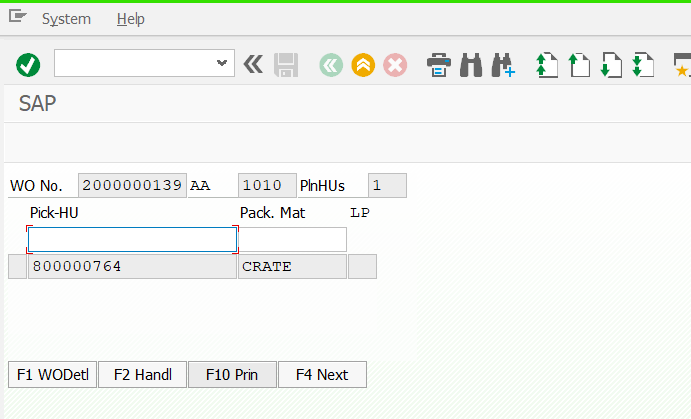 System Help
SAP
WO No. 2000000139 AA 1010 PlnHUs 1
Pick-HU Pack. Mat LP
800000764 CRATE
F1 WODetl F2 Handl F10 Prin F4 Next